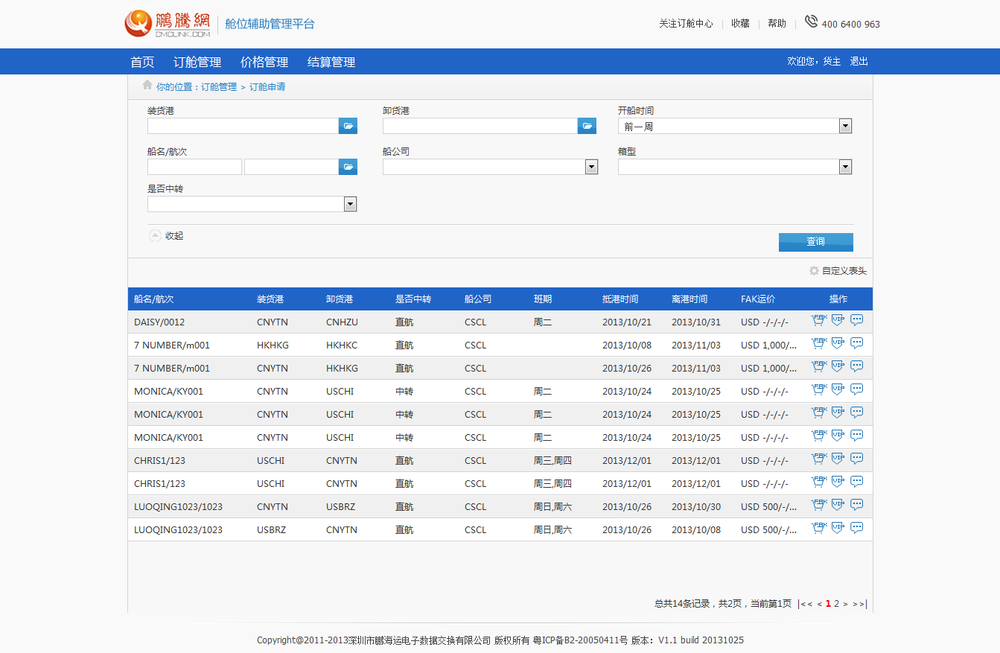 鹏腾網 CMCLINK.COM 舱位辅助管理平台 关注订舱中心 | 收藏 | 帮助 | 400 6400 963
首页 订舱管理 价格管理 结算管理 欢迎您，货主 退出
你的位置：订舱管理 > 订舱申请
装货港 卸货港 开船时间
前一周
船名/航次 船公司 箱型
是否中转
收起 查询
自定义表头
船名/航次 装货港 卸货港 是否中转 船公司 班期 抵港时间 离港时间 FAK运价 操作
DAISY/0012 CNYTN CNHZU 直航 CSCL 周二 2013/10/21 2013/10/31 USD -/-/-/- FBK VIP
7 NUMBER/m001 HKHKG HKHKC 直航 CSCL 2013/10/08 2013/11/03 USD 1,000/... FBK VIP
7 NUMBER/m001 CNYTN HKHKG 直航 CSCL 2013/10/26 2013/11/03 USD 1,000/... FBK VIP
MONICA/KY001 CNYTN USCHI 中转 CSCL 周二 2013/10/24 2013/10/25 USD -/-/-/- FBK VIP
MONICA/KY001 CNYTN USCHI 中转 CSCL 周二 2013/10/24 2013/10/25 USD -/-/-/- FBK VIP
MONICA/KY001 CNYTN USCHI 中转 CSCL 周二 2013/10/24 2013/10/25 USD -/-/-/- FBK VIP
CHRIS1/123 USCHI CNYTN 直航 CSCL 周三,周四 2013/12/01 2013/12/01 USD -/-/-/- FBK VIP
CHRIS1/123 USCHI CNYTN 直航 CSCL 周三,周四 2013/12/01 2013/12/01 USD -/-/-/- FBK VIP
LUOQING1023/1023 CNYTN USBRZ 直航 CSCL 周日,周六 2013/10/26 2013/10/30 USD 500/-/... FBK VIP
LUOQING1023/1023 USBRZ CNYTN 直航 CSCL 周日,周六 2013/10/26 2013/10/08 USD 500/-/... FBK VIP
总共14条记录，共2页，当前第1页 |<< < 1 2 > >>|
Copyright@2011-2013深圳市鹏海运电子数据交换有限公司 版权所有 粤ICP备B2-20050411号 版本：V1.1 build 20131025